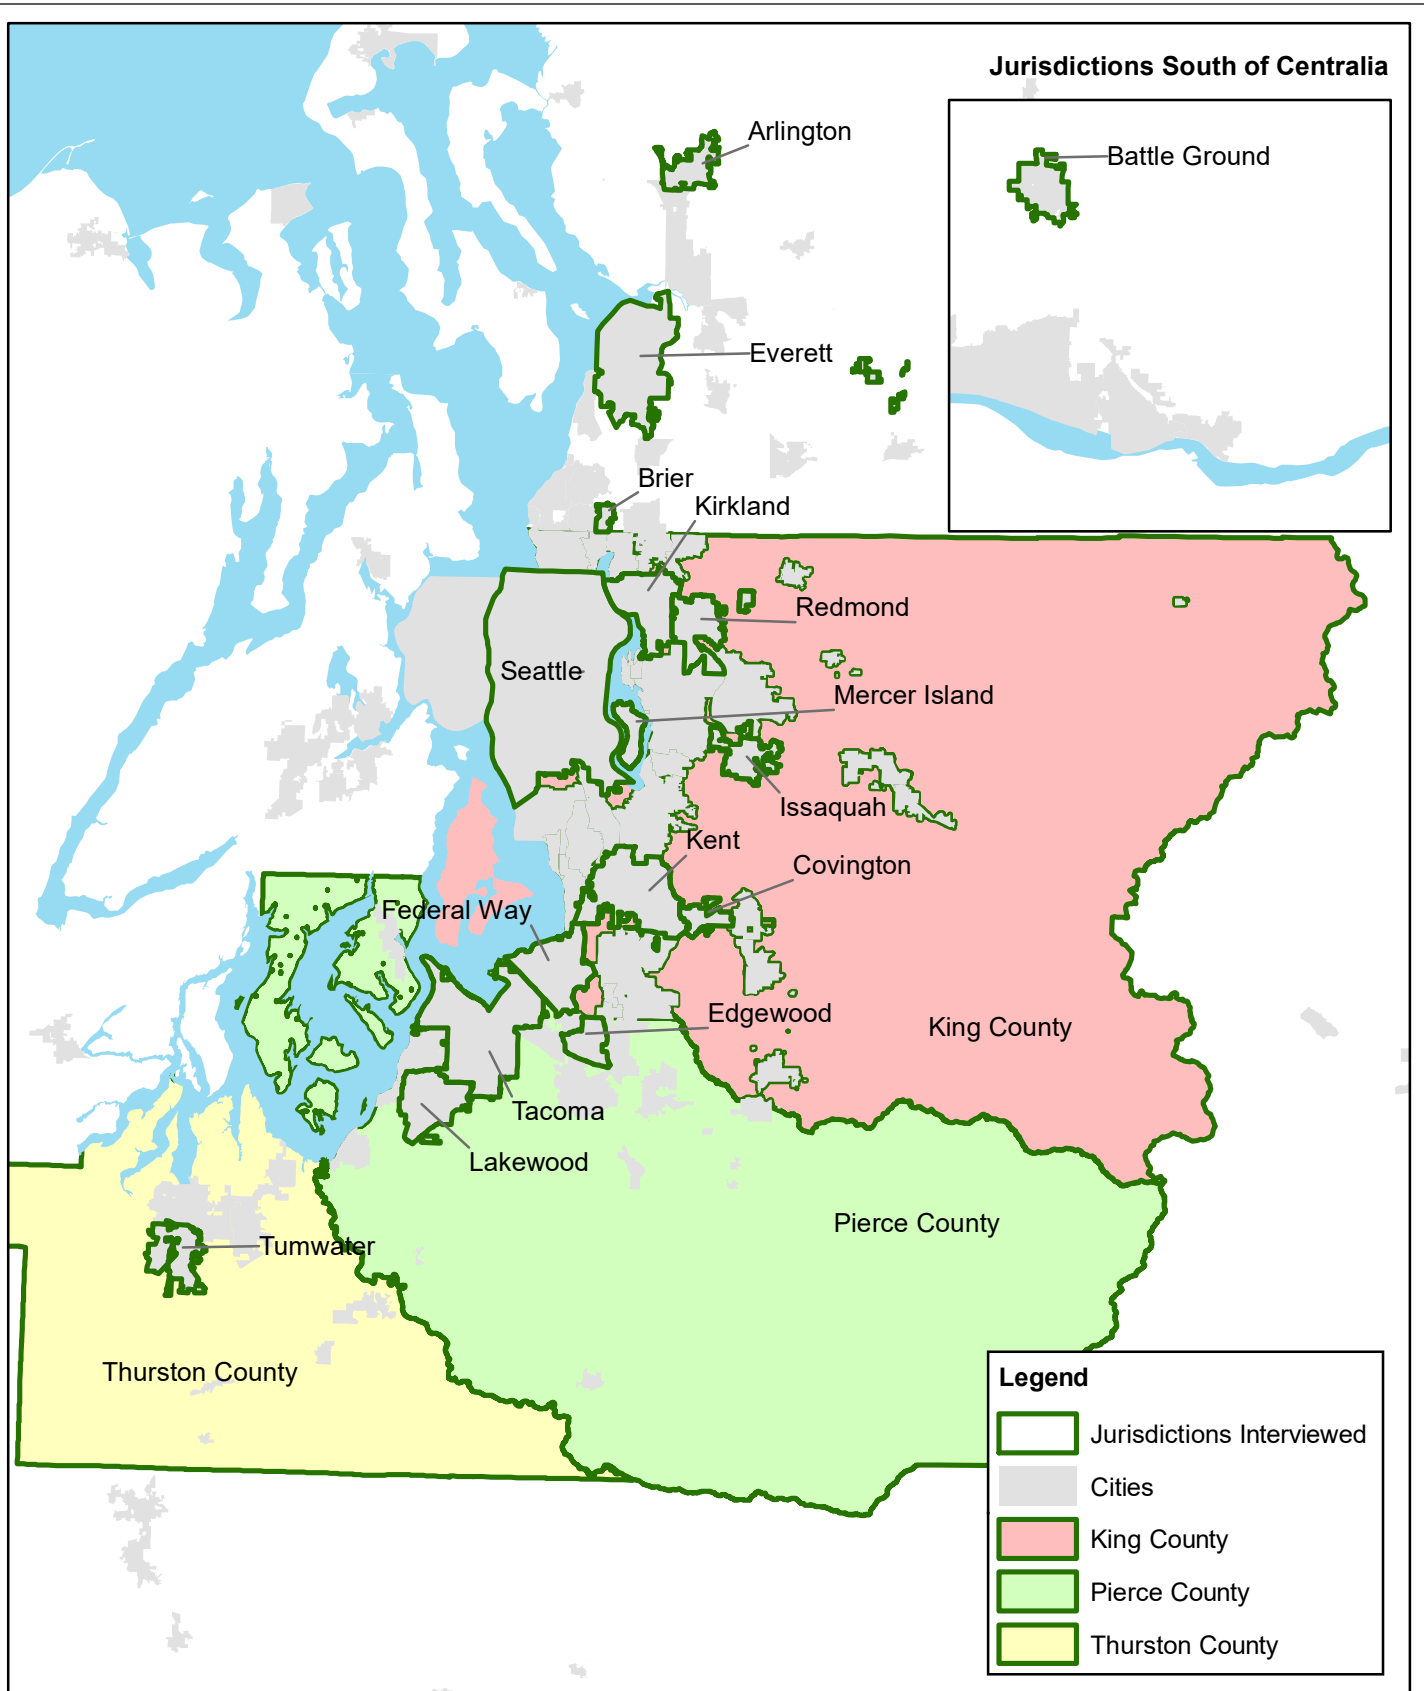 Jurisdictions South of Centralia
Arlington
Battle Ground
Everett
Brier
Kirkland
Redmond
Seattle
Mercer Island
Issaquah
Kent
Covington
Federal Way
Edgewood
King County
Tacoma
Lakewood
Pierce County
Tumwater
Thurston County
Legend
Jurisdictions Interviewed
Cities
King County
Pierce County
Thurston County